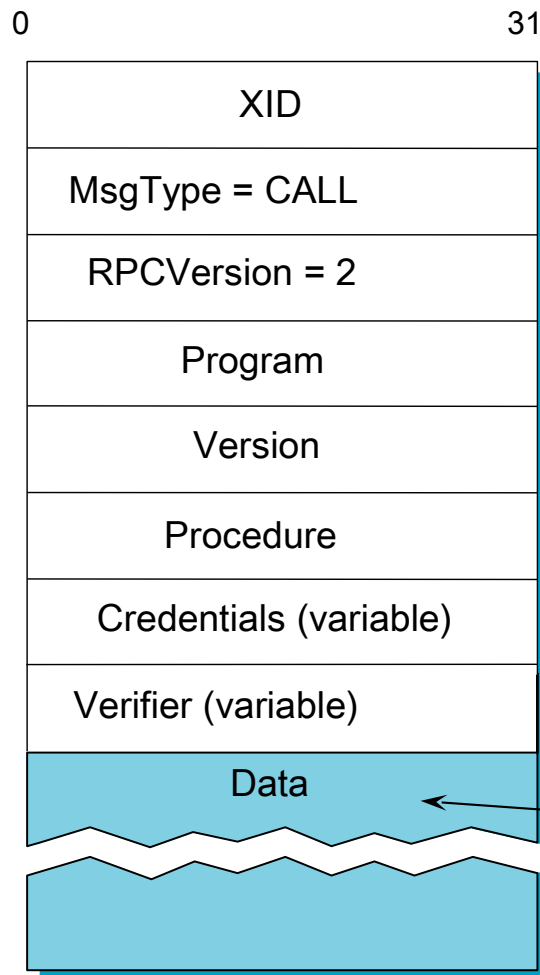 0 31
XID
MsgType = CALL
RPCVersion = 2
Program
Version
Procedure
Credentials (variable)
Verifier (variable)
Data